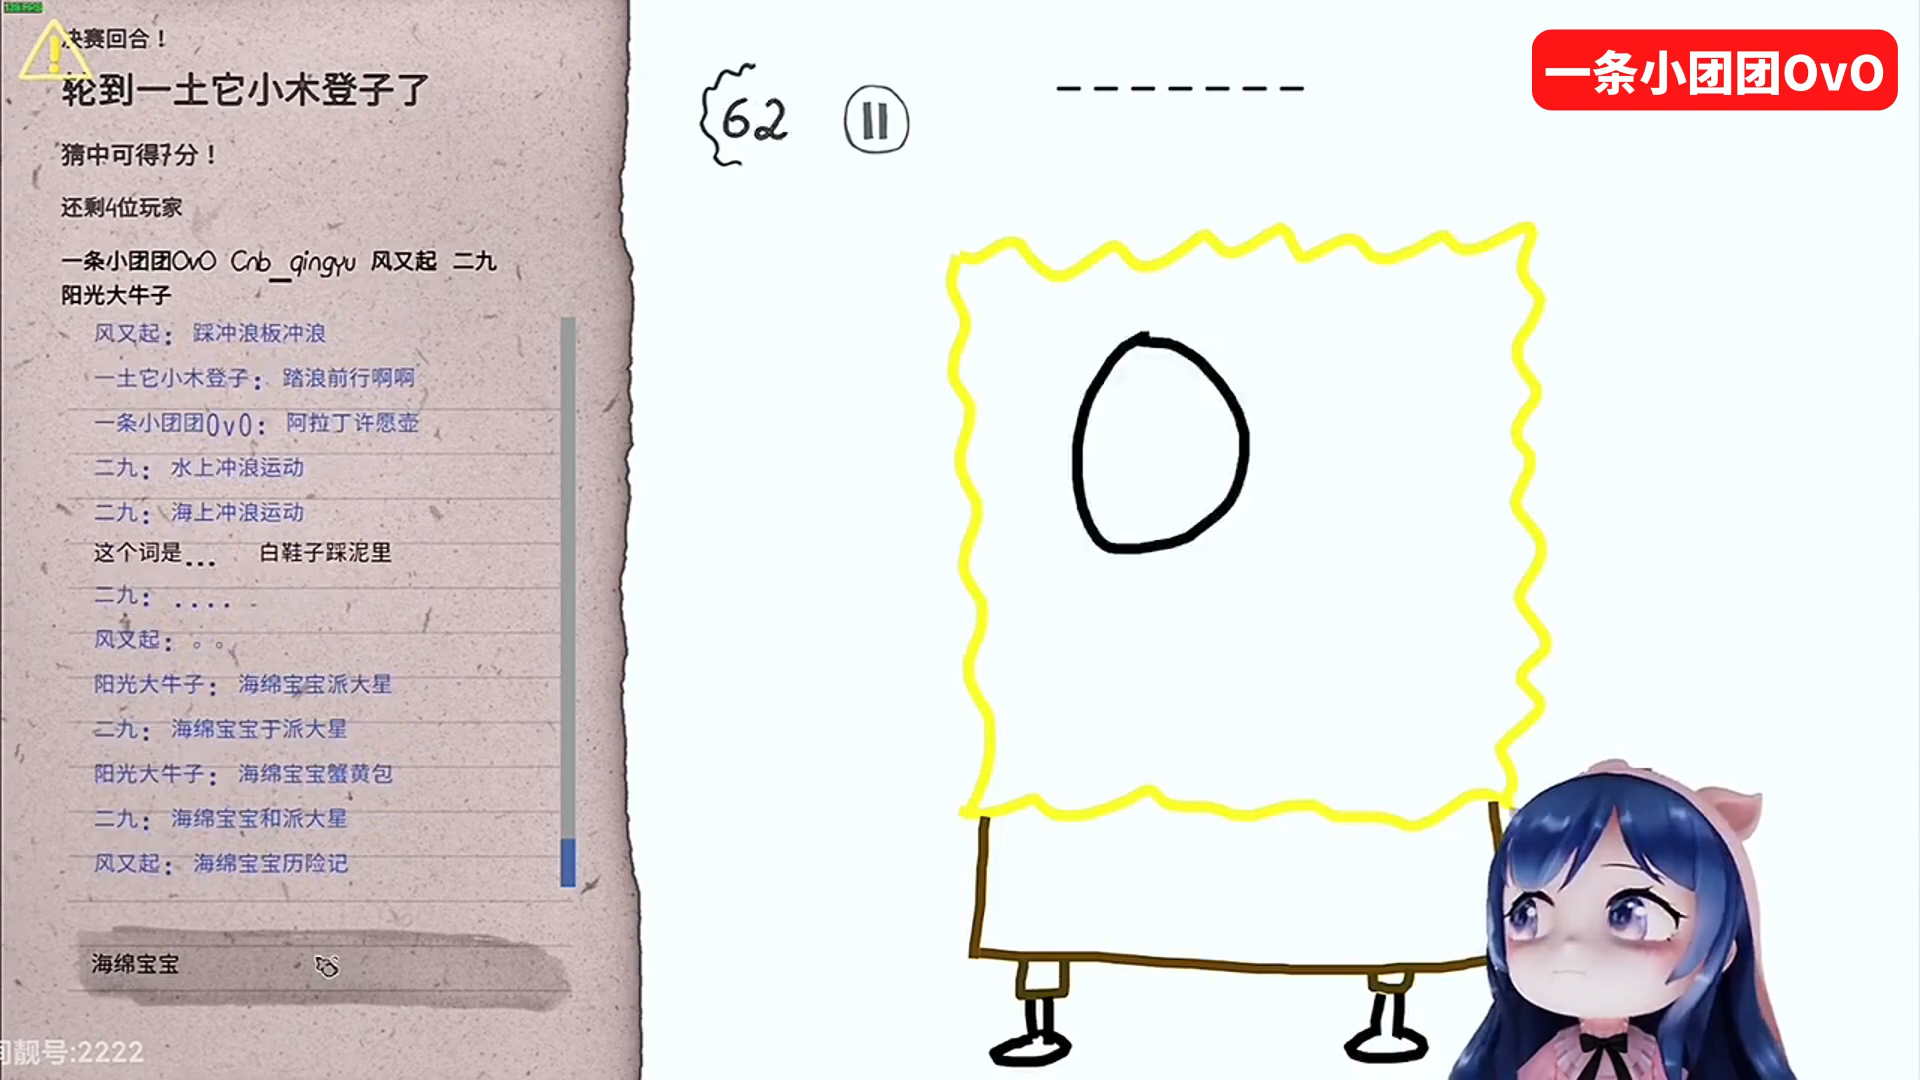 128 FPS
决赛回合！
轮到一土它小木登子了
猜中可得7分！
还剩4位玩家
一条小团团OvO Cnb_qingyu 风又起 二九
阳光大牛子
风又起： 踩冲浪板冲浪
一土它小木登子： 踏浪前行啊啊
一条小团团OvO： 阿拉丁许愿壶
二九： 水上冲浪运动
二九： 海上冲浪运动
这个词是... 白鞋子踩泥里
二九： ....
风又起： 。。
阳光大牛子： 海绵宝宝派大星
二九： 海绵宝宝于派大星
阳光大牛子： 海绵宝宝蟹黄包
二九： 海绵宝宝和派大星
风又起： 海绵宝宝历险记
海绵宝宝
间靓号:2222
62
一条小团团OvO